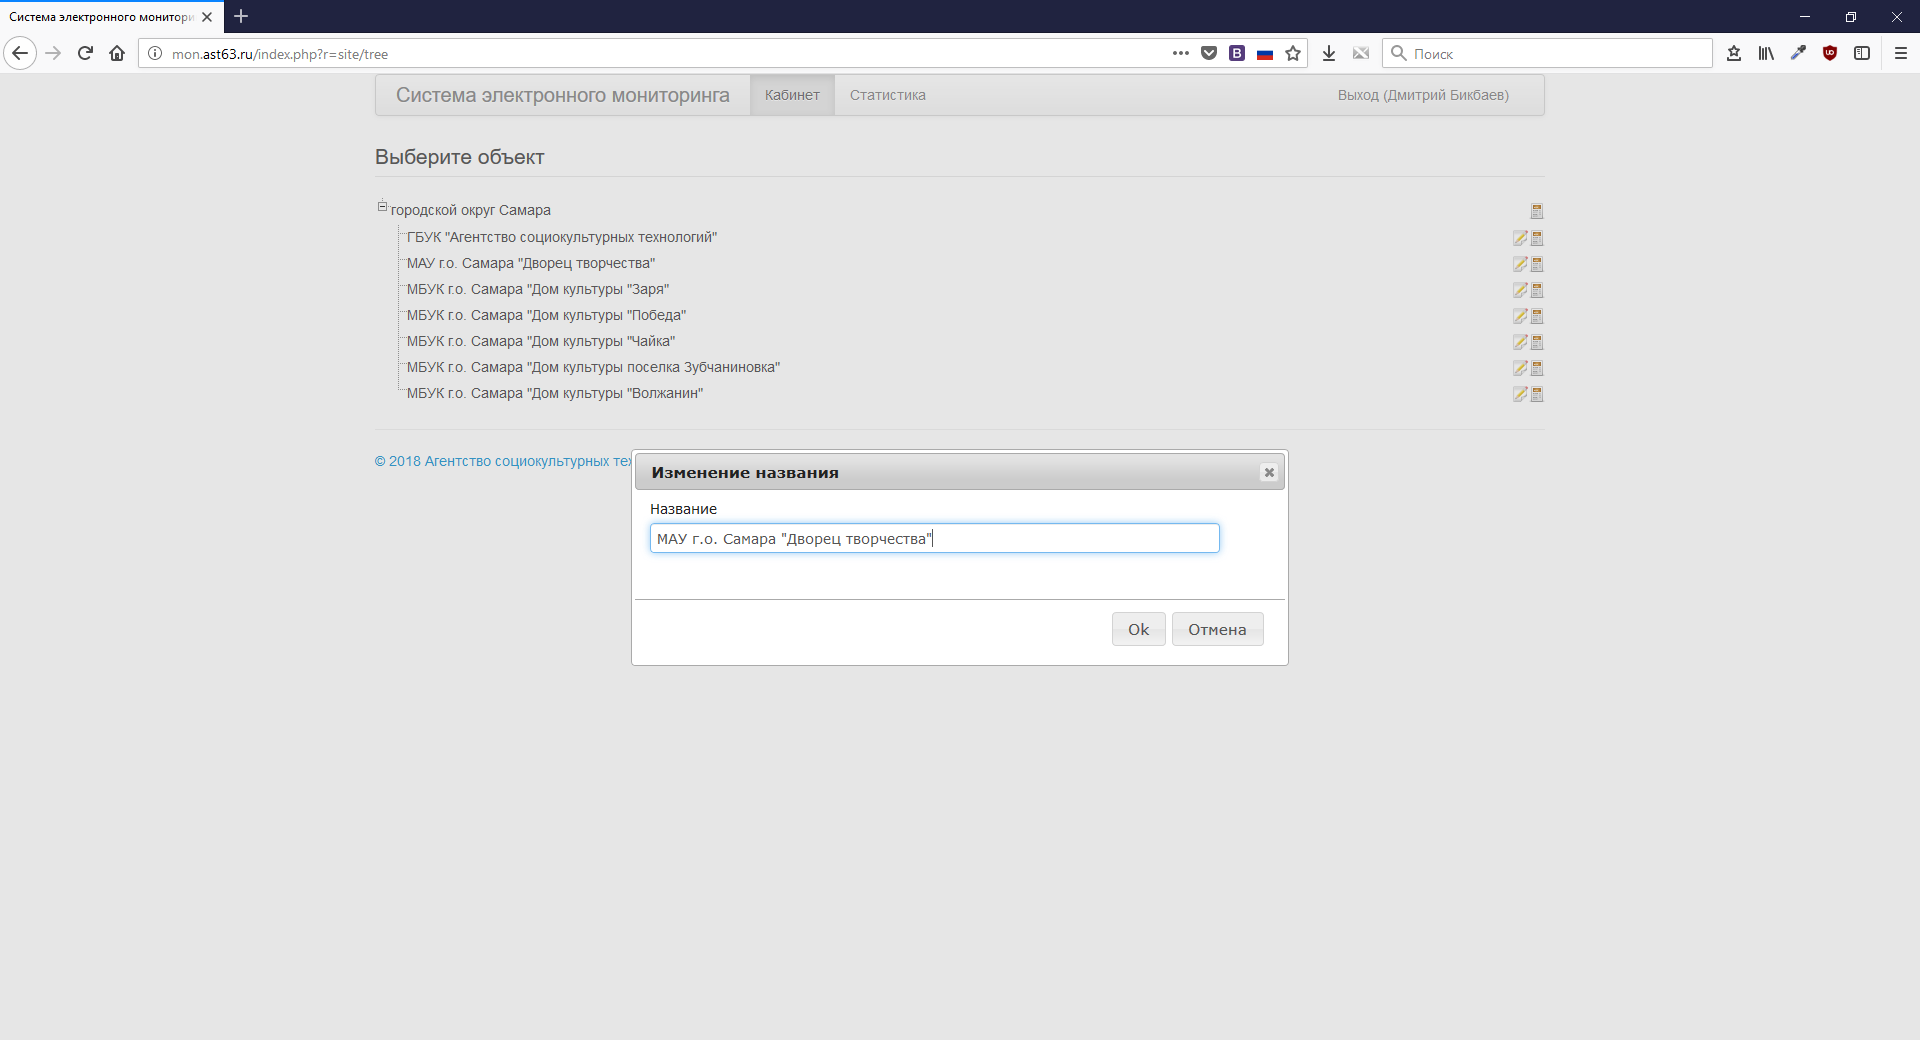 Система электронного монитори
mon.ast63.ru/index.php?r=site/tree
Поиск
Система электронного мониторинга
Кабинет
Статистика
Выход (Дмитрий Бикбаев)
Выберите объект
городской округ Самара
ГБУК "Агентство социокультурных технологий"
МАУ г.о. Самара "Дворец творчества"
МБУК г.о. Самара "Дом культуры "Заря"
МБУК г.о. Самара "Дом культуры "Победа"
МБУК г.о. Самара "Дом культуры "Чайка"
МБУК г.о. Самара "Дом культуры поселка Зубчаниновка"
МБУК г.о. Самара "Дом культуры "Волжанин"
© 2018 Агентство социокультурных тех
Изменение названия
Название
МАУ г.о. Самара "Дворец творчества"
Ok
Отмена